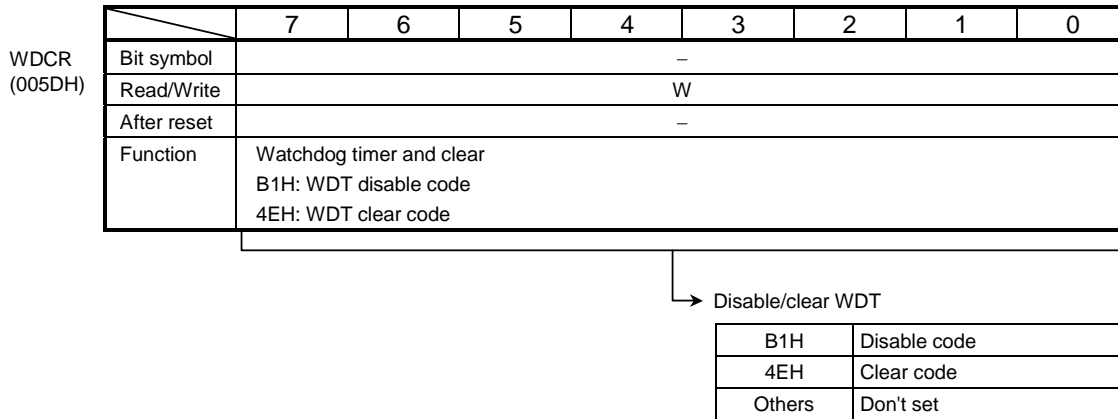 7 6 5 4 3 2 1 0
WDCR
(005DH)
Bit symbol –
Read/Write W
After reset –
Function Watchdog timer and clear
B1H: WDT disable code
4EH: WDT clear code
Disable/clear WDT
B1H Disable code
4EH Clear code
Others Don't set